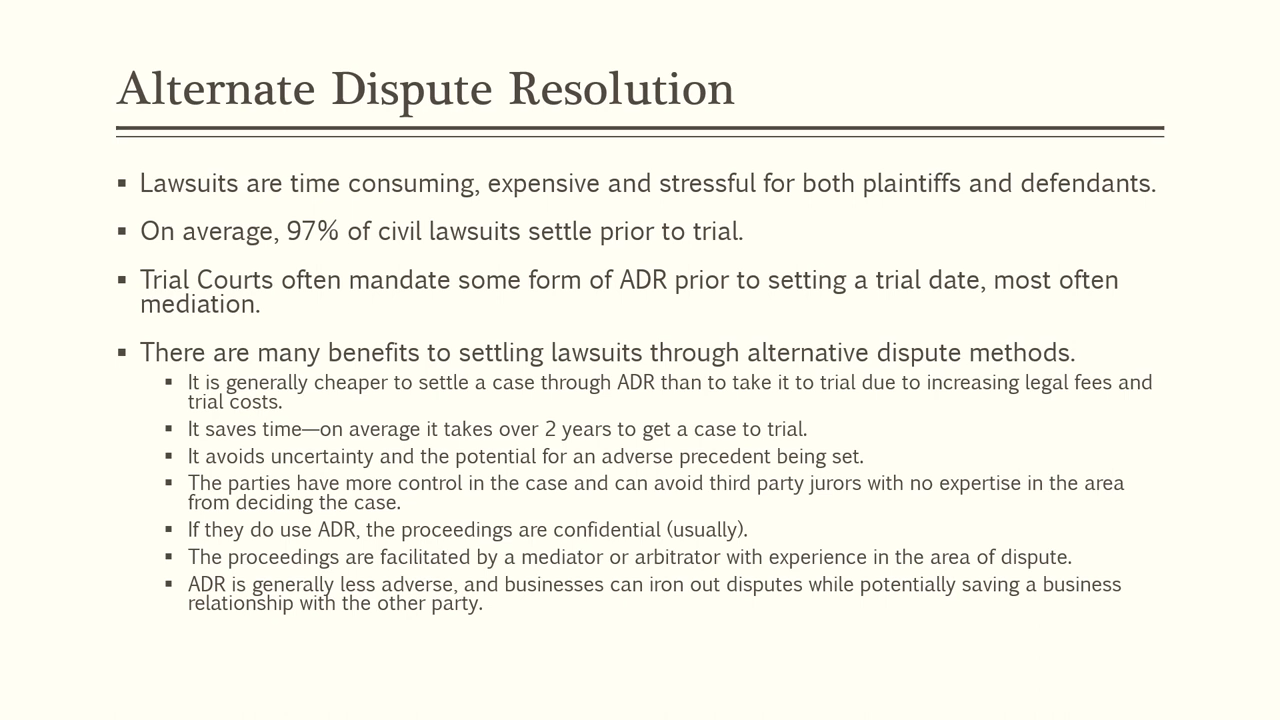 Alternate Dispute Resolution
▪ Lawsuits are time consuming, expensive and stressful for both plaintiffs and defendants.
▪ On average, 97% of civil lawsuits settle prior to trial.
▪ Trial Courts often mandate some form of ADR prior to setting a trial date, most often
mediation.
▪ There are many benefits to settling lawsuits through alternative dispute methods.
▪ It is generally cheaper to settle a case through ADR than to take it to trial due to increasing legal fees and
trial costs.
▪ It saves time—on average it takes over 2 years to get a case to trial.
▪ It avoids uncertainty and the potential for an adverse precedent being set.
▪ The parties have more control in the case and can avoid third party jurors with no expertise in the area
from deciding the case.
▪ If they do use ADR, the proceedings are confidential (usually).
▪ The proceedings are facilitated by a mediator or arbitrator with experience in the area of dispute.
▪ ADR is generally less adverse, and businesses can iron out disputes while potentially saving a business
relationship with the other party.